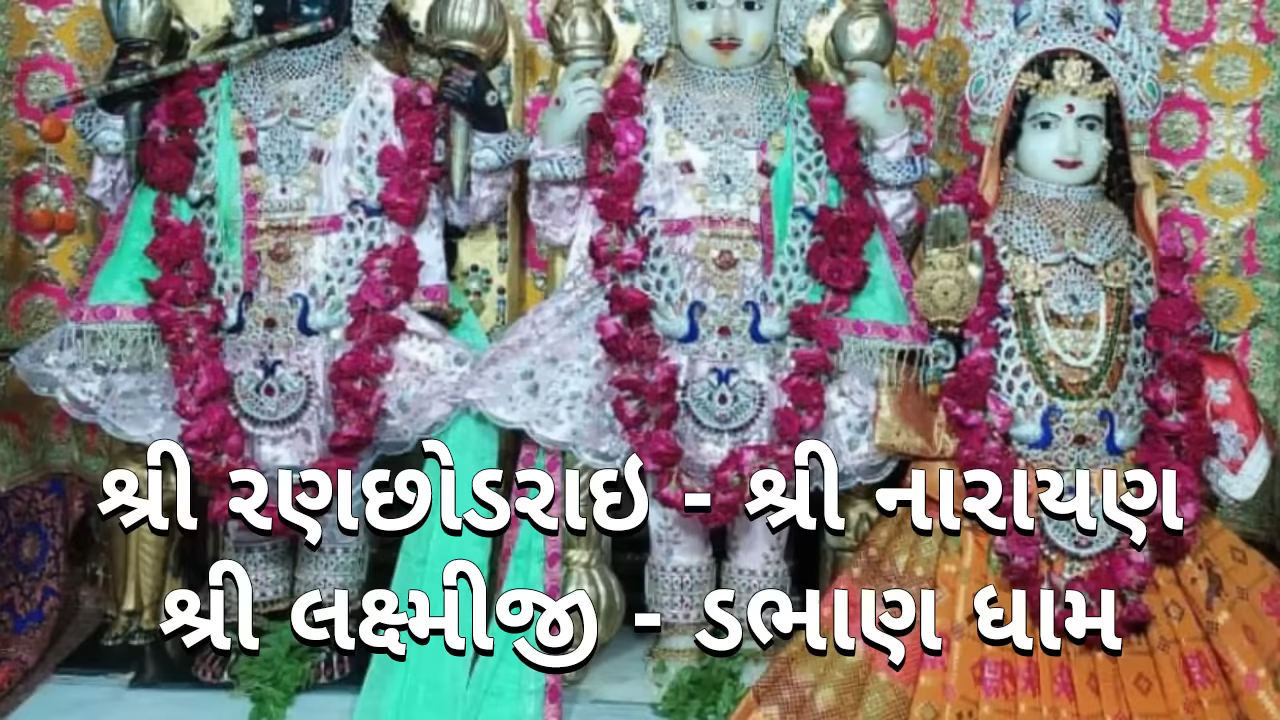 શ્રી રણછોડરાઇ - શ્રી નારાયણ
શ્રી લક્ષ્મીજી - ડભાણ ધામ